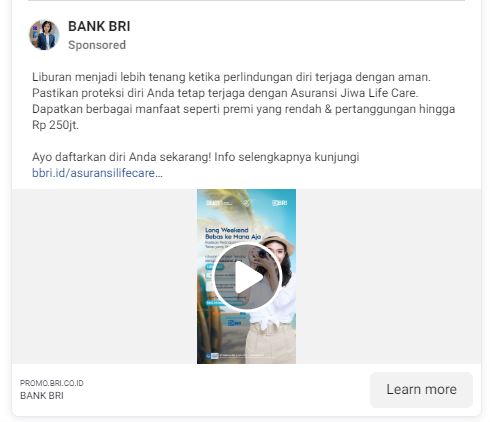 BANK BRI
Sponsored
Liburan menjadi lebih tenang ketika perlindungan diri terjaga dengan aman.
Pastikan proteksi diri Anda tetap terjaga dengan Asuransi Jiwa Life Care.
Dapatkan berbagai manfaat seperti premi yang rendah & pertanggungan hingga
Rp 250jt.
Ayo daftarkan diri Anda sekarang! Info selengkapnya kunjungi
bbri.id/asuransilifecare...
BRI
Long Weekend
Bebas ke Mana Aja
BRI
PROMO.BRI.CO.ID
BANK BRI
Learn more